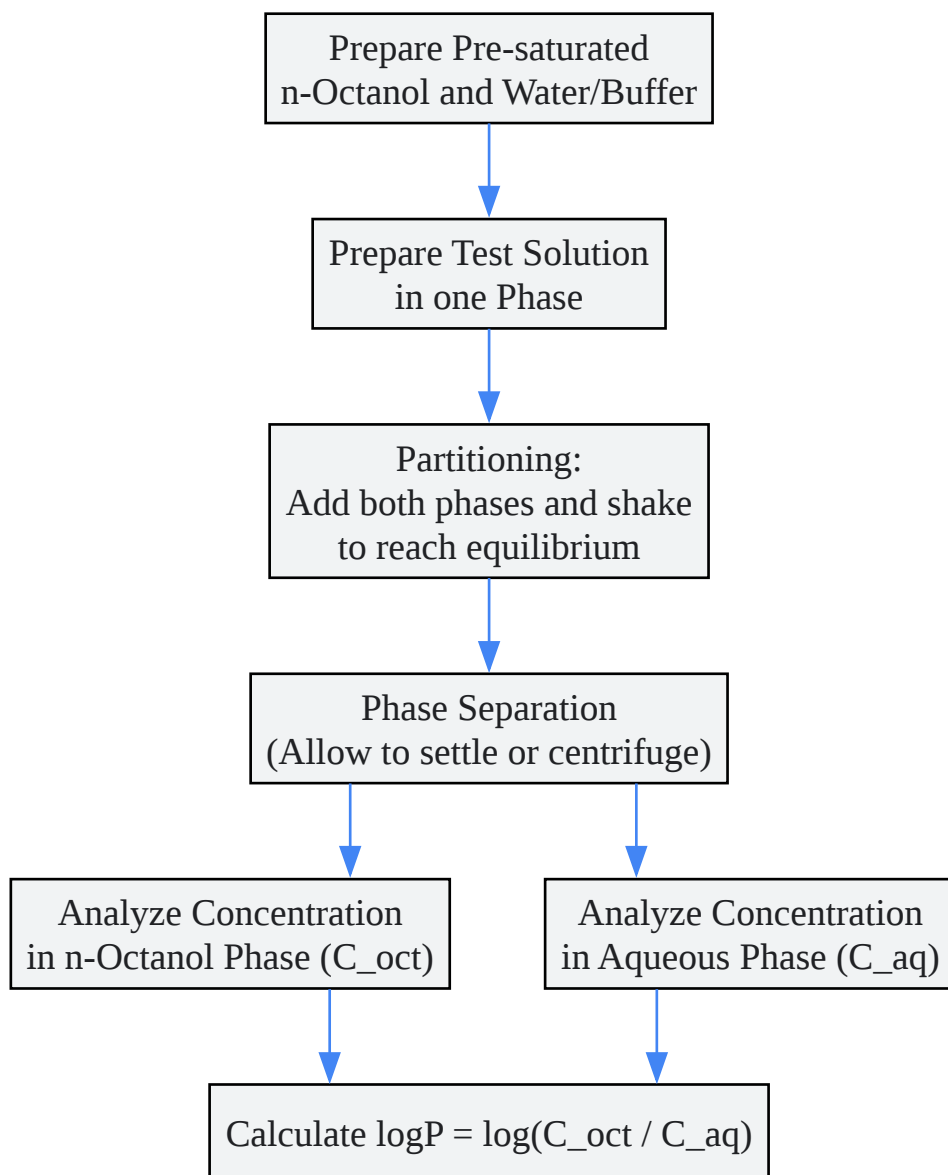 Prepare Pre-saturated
n-Octanol and Water/Buffer
Prepare Test Solution
in one Phase
Partitioning:
Add both phases and shake
to reach equilibrium
Phase Separation
(Allow to settle or centrifuge)
Analyze Concentration
in n-Octanol Phase (C_oct)
Analyze Concentration
in Aqueous Phase (C_aq)
Calculate logP = log(C_oct / C_aq)